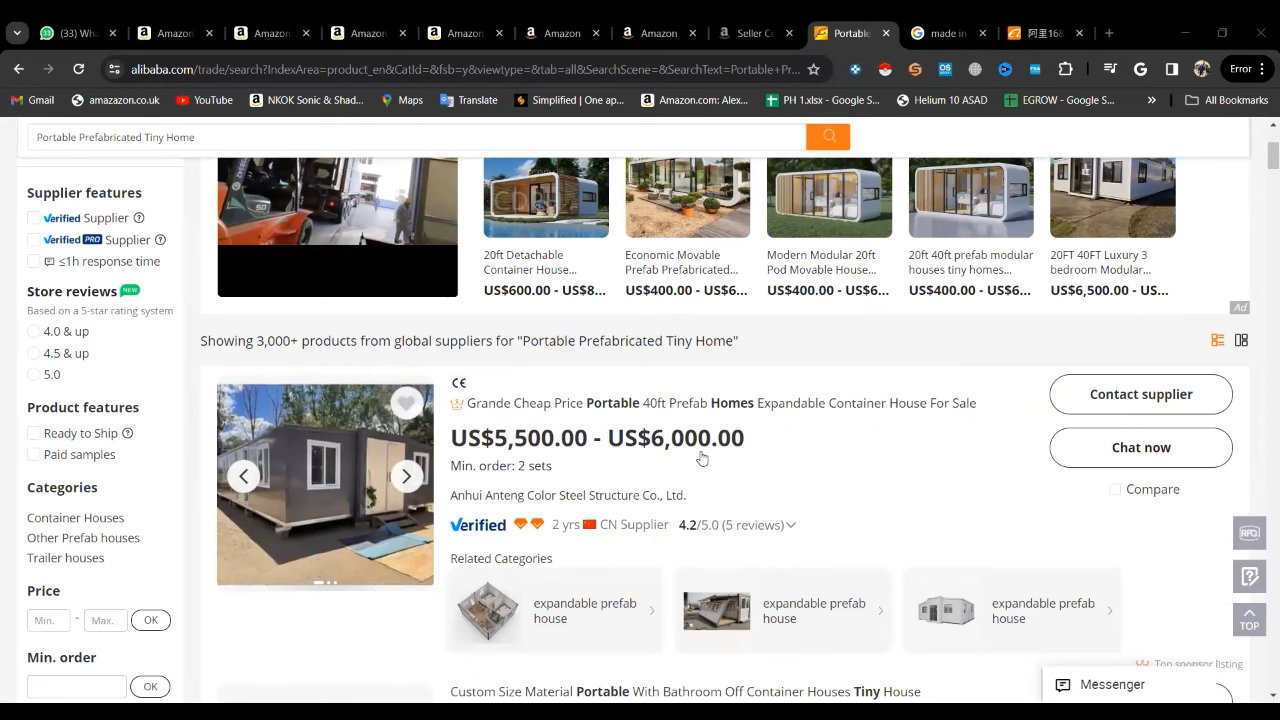 (33) Wha
Amazon
Amazon
Amazon
Amazon
Amazon
Amazon
Seller Ce
Portable
made in
阿里168
alibaba.com/trade/search?IndexArea=product_en&CatId=&fsb=y&viewtype=&tab=all&SearchScene=&SearchText=Portable+Pr...
Error
Gmail
amazazon.co.uk
YouTube
NKOK Sonic & Shad...
Maps
Translate
Simplified | One ap...
Amazon.com: Alex...
PH 1.xlsx - Google S...
Helium 10 ASAD
EGROW - Google S...
»
All Bookmarks
Portable Prefabricated Tiny Home
Supplier features
Verified Supplier
Verified PRO Supplier
≤1h response time
Store reviews NEW
Based on a 5-star rating system
4.0 & up
4.5 & up
5.0
Product features
Ready to Ship
Paid samples
Categories
Container Houses
Other Prefab houses
Trailer houses
Price
Min. - Max. OK
Min. order
OK
50
20ft Detachable
Container House...
US$600.00 - US$8...
Economic Movable
Prefab Prefabricated...
US$400.00 - US$6...
Modern Modular 20ft
Pod Movable House...
US$400.00 - US$6...
20ft 40ft prefab modular
houses tiny homes...
US$400.00 - US$6...
20FT 40FT Luxury 3
bedroom Modular...
US$6,500.00 - US...
Ad
Showing 3,000+ products from global suppliers for "Portable Prefabricated Tiny Home"
CE
Grande Cheap Price Portable 40ft Prefab Homes Expandable Container House For Sale
US$5,500.00 - US$6,000.00
Min. order: 2 sets
Anhui Anteng Color Steel Structure Co., Ltd.
Verified 2 yrs CN Supplier 4.2/5.0 (5 reviews)
Related Categories
expandable prefab
house
expandable prefab
house
expandable prefab
house
Contact supplier
Chat now
Compare
RFQ
TOP
Top sponsor listing
Custom Size Material Portable With Bathroom Off Container Houses Tiny House
Messenger